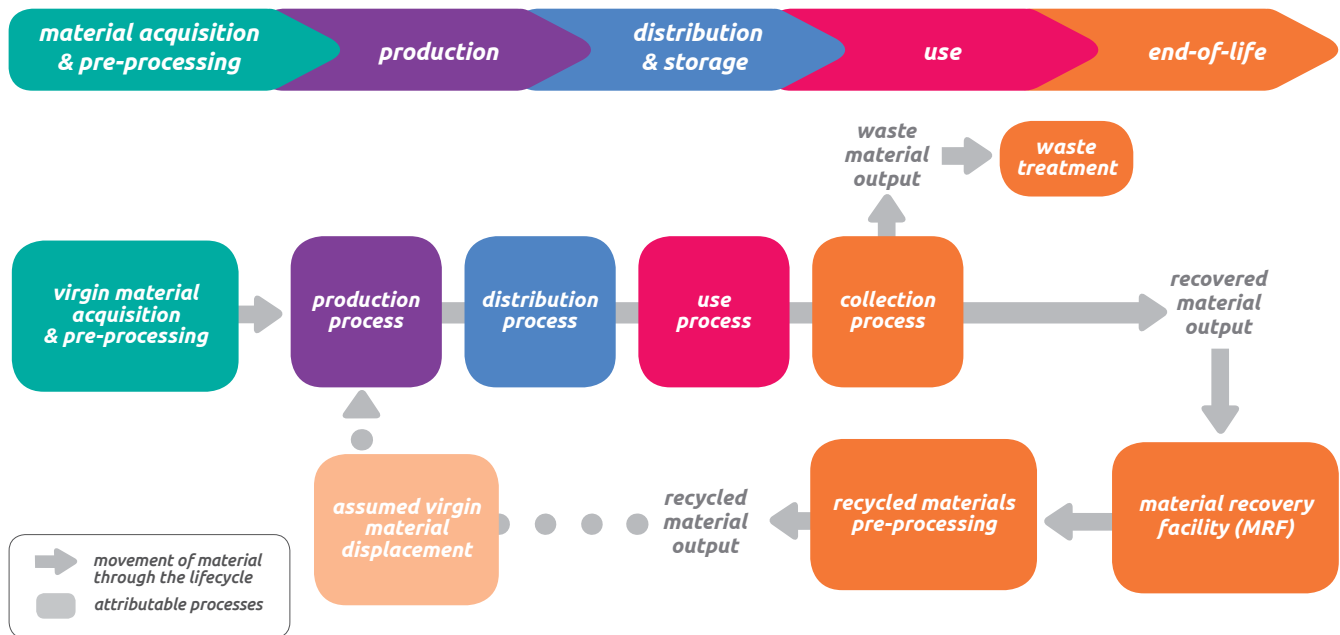 material acquisition
& pre-processing
production
distribution
& storage
use
end-of-life
waste
material
output
waste
treatment
virgin material
acquisition
& pre-processing
production
process
distribution
process
use
process
collection
process
recovered
material
output
assumed virgin
material
displacement
recycled
material
output
recycled materials
pre-processing
material recovery
facility (MRF)
movement of material
through the lifecycle
attributable processes